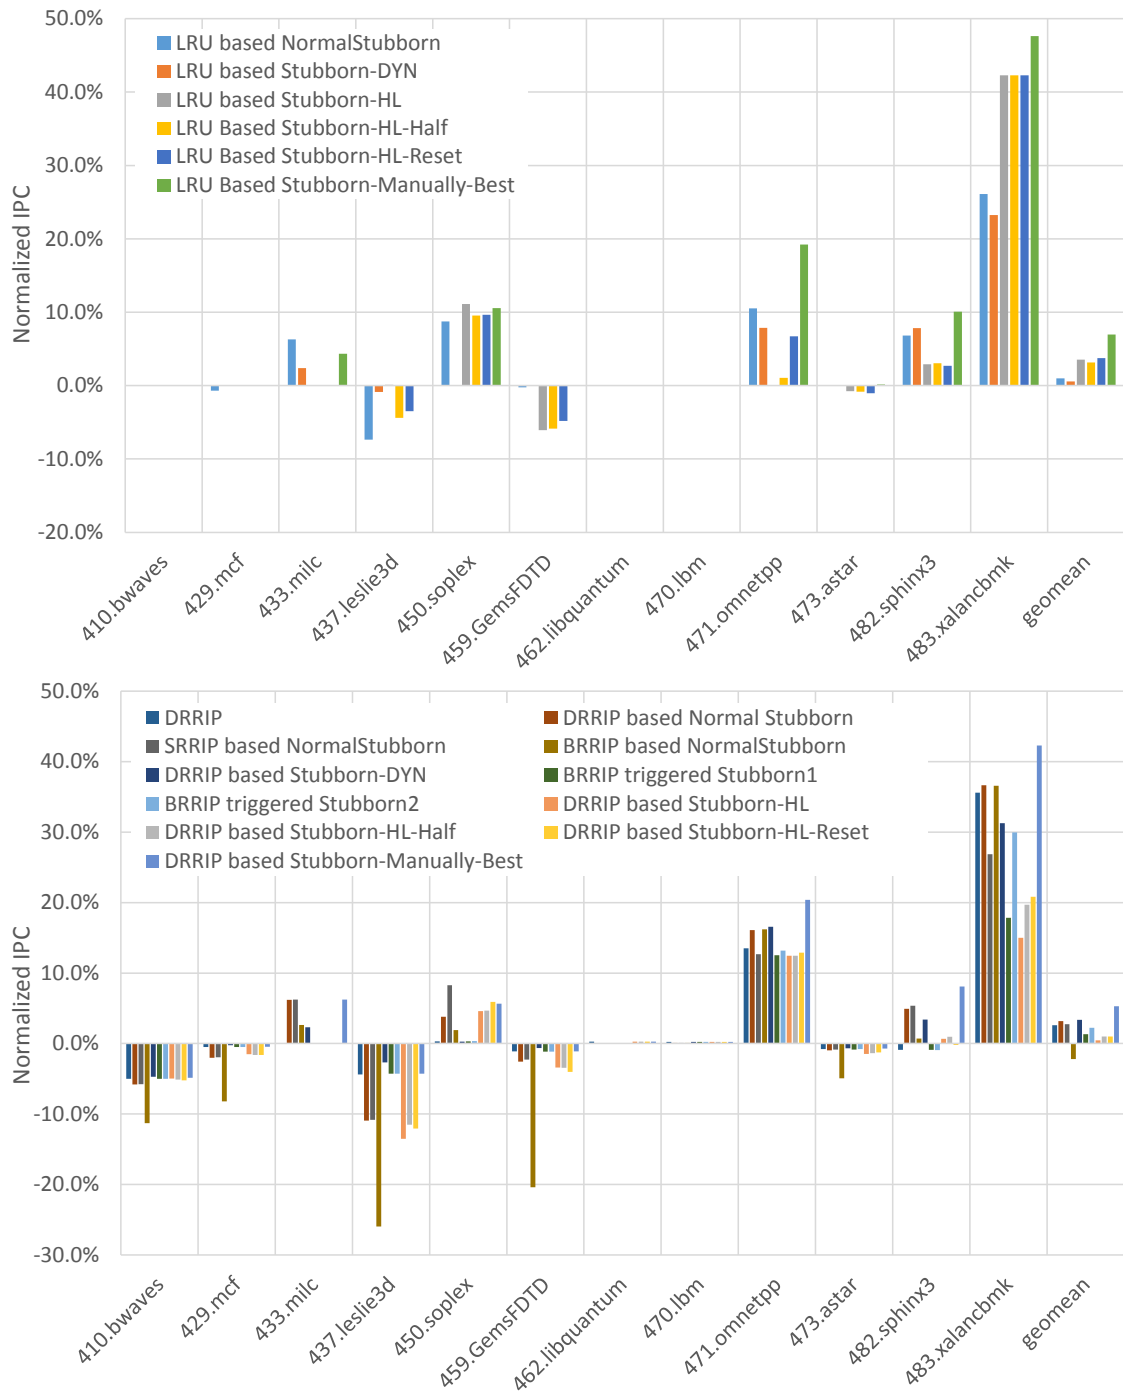 50.0%
40.0%
30.0%
20.0%
10.0%
0.0%
-10.0%
-20.0%
Normalized IPC
LRU based NormalStubborn
LRU based Stubborn-DYN
LRU based Stubborn-HL
LRU Based Stubborn-HL-Half
LRU Based Stubborn-HL-Reset
LRU Based Stubborn-Manually-Best
410.bwaves
429.mcf
433.milc
437.leslie3d
450.soplex
459.GemsFDTD
462.libquantum
470.lbm
471.omnetpp
473.astar
482.sphinx3
483.xalancbmk
geomean
50.0%
40.0%
30.0%
20.0%
10.0%
0.0%
-10.0%
-20.0%
-30.0%
Normalized IPC
DRRIP
DRRIP based Normal Stubborn
SRRIP based NormalStubborn
BRRIP based NormalStubborn
DRRIP based Stubborn-DYN
BRRIP triggered Stubborn1
BRRIP triggered Stubborn2
DRRIP based Stubborn-HL
DRRIP based Stubborn-HL-Half
DRRIP based Stubborn-HL-Reset
DRRIP based Stubborn-Manually-Best
410.bwaves
429.mcf
433.milc
437.leslie3d
450.soplex
459.GemsFDTD
462.libquantum
470.lbm
471.omnetpp
473.astar
482.sphinx3
483.xalancbmk
geomean